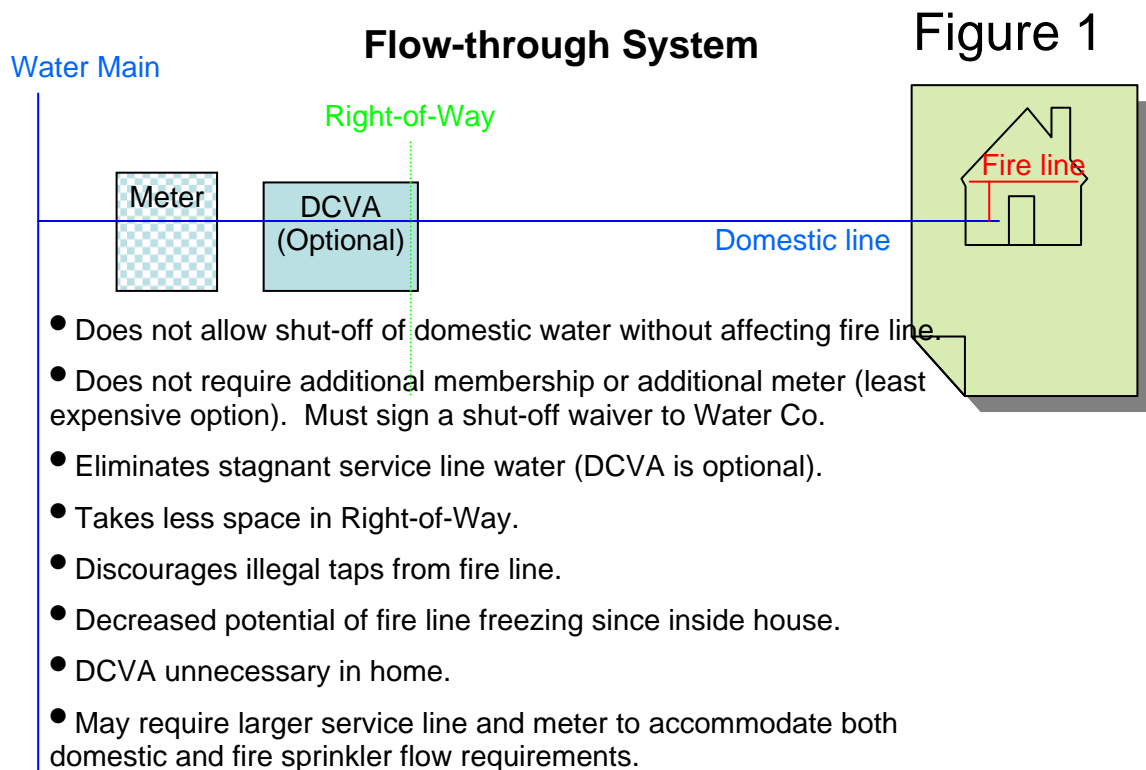 Flow-through System
Figure 1
Water Main
Right-of-Way
Fire line
Meter
DCVA
(Optional)
Domestic line
• Does not allow shut-off of domestic water without affecting fire line.
• Does not require additional membership or additional meter (least
expensive option).  Must sign a shut-off waiver to Water Co.
• Eliminates stagnant service line water (DCVA is optional).
• Takes less space in Right-of-Way.
• Discourages illegal taps from fire line.
• Decreased potential of fire line freezing since inside house.
• DCVA unnecessary in home.
• May require larger service line and meter to accommodate both
domestic and fire sprinkler flow requirements.